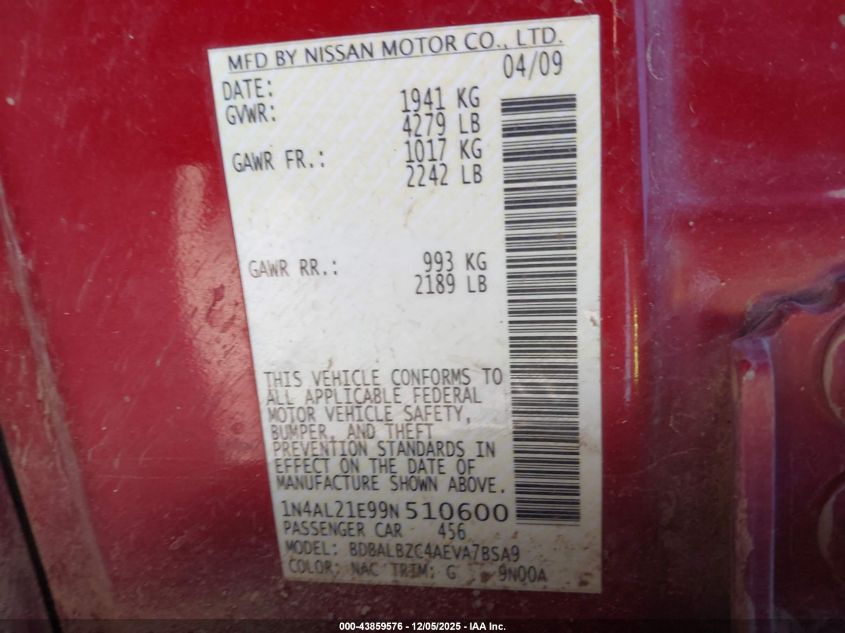 MFD BY NISSAN MOTOR CO., LTD.
DATE: 04/09
GVWR: 1941 KG
4279 LB
GAWR FR.: 1017 KG
2242 LB
GAWR RR.: 993 KG
2189 LB
THIS VEHICLE CONFORMS TO
ALL APPLICABLE FEDERAL
MOTOR VEHICLE SAFETY,
BUMPER, AND THEFT
PREVENTION STANDARDS IN
EFFECT ON THE DATE OF
MANUFACTURE SHOWN ABOVE.
1N4AL21E99N510600
PASSENGER CAR 456
MODEL: BDBALBZC4AEVA7BSA9
COLOR: NAC TRIM: G 9N00A
000-43859576 - 12/05/2025 - IAA Inc.